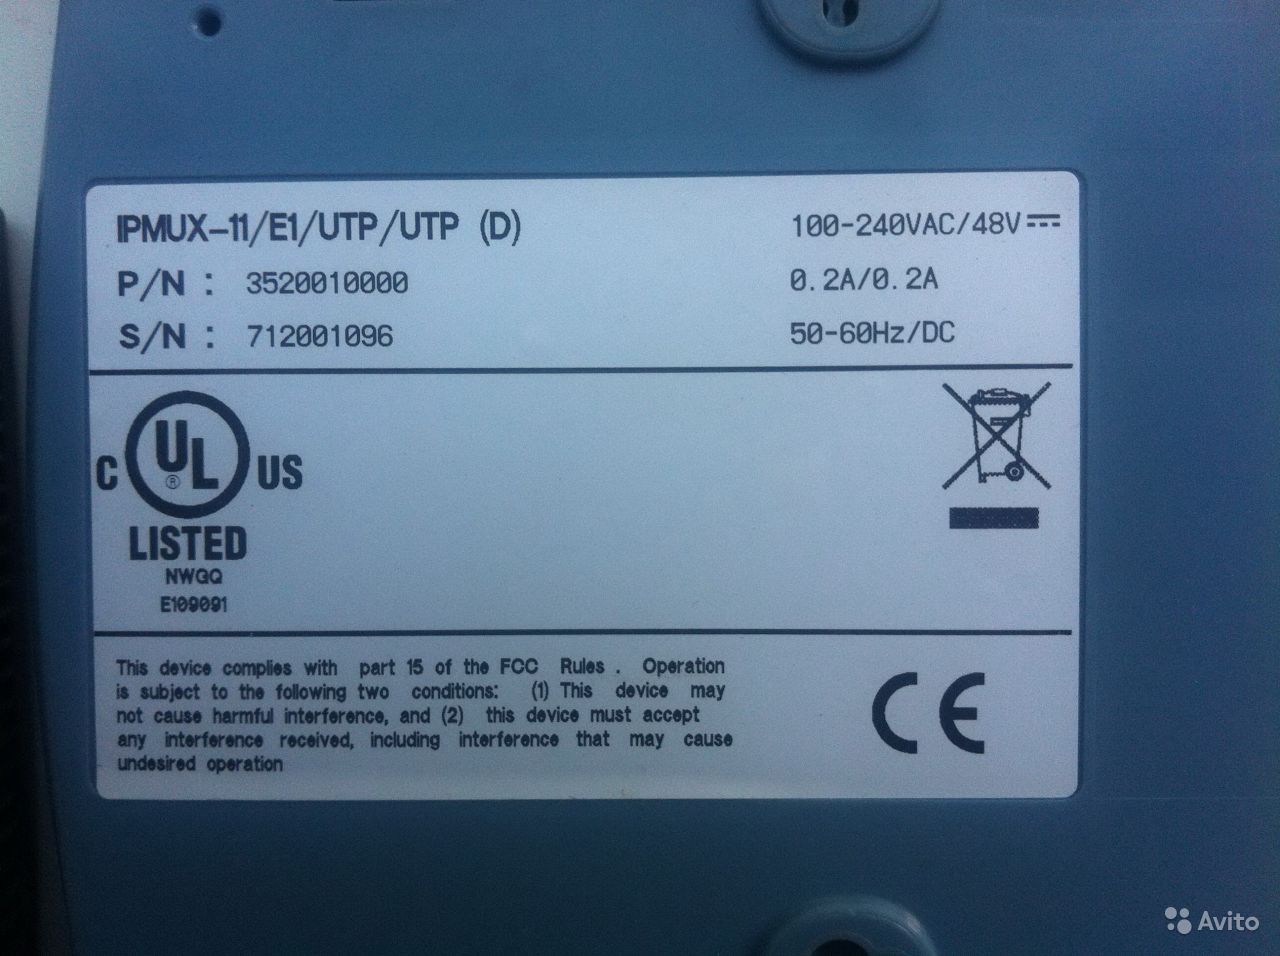 IPMUX-11/E1/UTP/UTP (D)
P/N : 3520010000
S/N : 712001096
100-240VAC/48V
0.2A/0.2A
50-60Hz/DC
C UL ® US
LISTED
NWGQ
E109091
This device complies with part 15 of the FCC Rules . Operation
is subject to the following two conditions: (1) This device may
not cause harmful interference, and (2) this device must accept
any interference received, including interference that may cause
undesired operation
CE
Avito